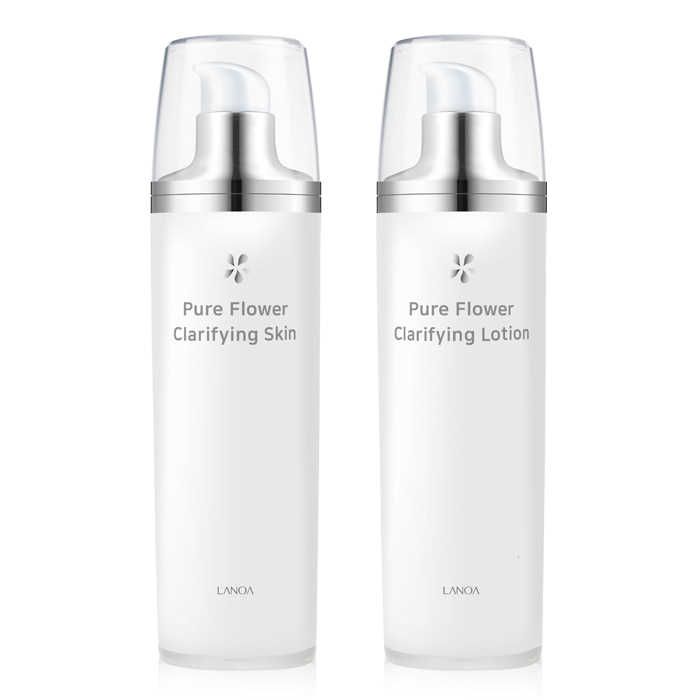 Pure Flower
Clarifying Skin
LANOA
Pure Flower
Clarifying Lotion
LANOA